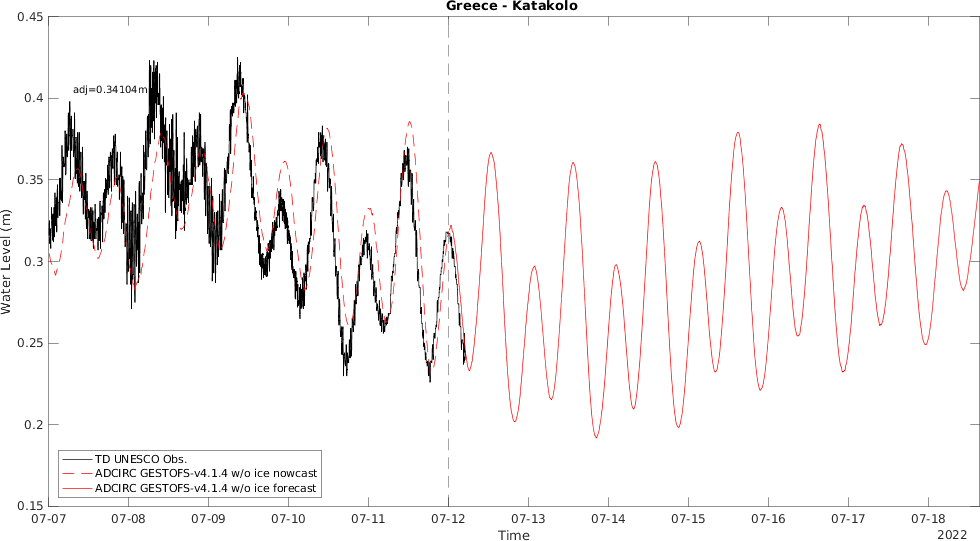 Greece - Katakolo
0.45
0.4
0.35
0.3
0.25
0.2
0.15
Water Level (m)
adj=0.34104m
TD UNESCO Obs.
ADCIRC GESTOFS-v4.1.4 w/o ice nowcast
ADCIRC GESTOFS-v4.1.4 w/o ice forecast
07-07 07-08 07-09 07-10 07-11 07-12 07-13 07-14 07-15 07-16 07-17 07-18
Time
2022